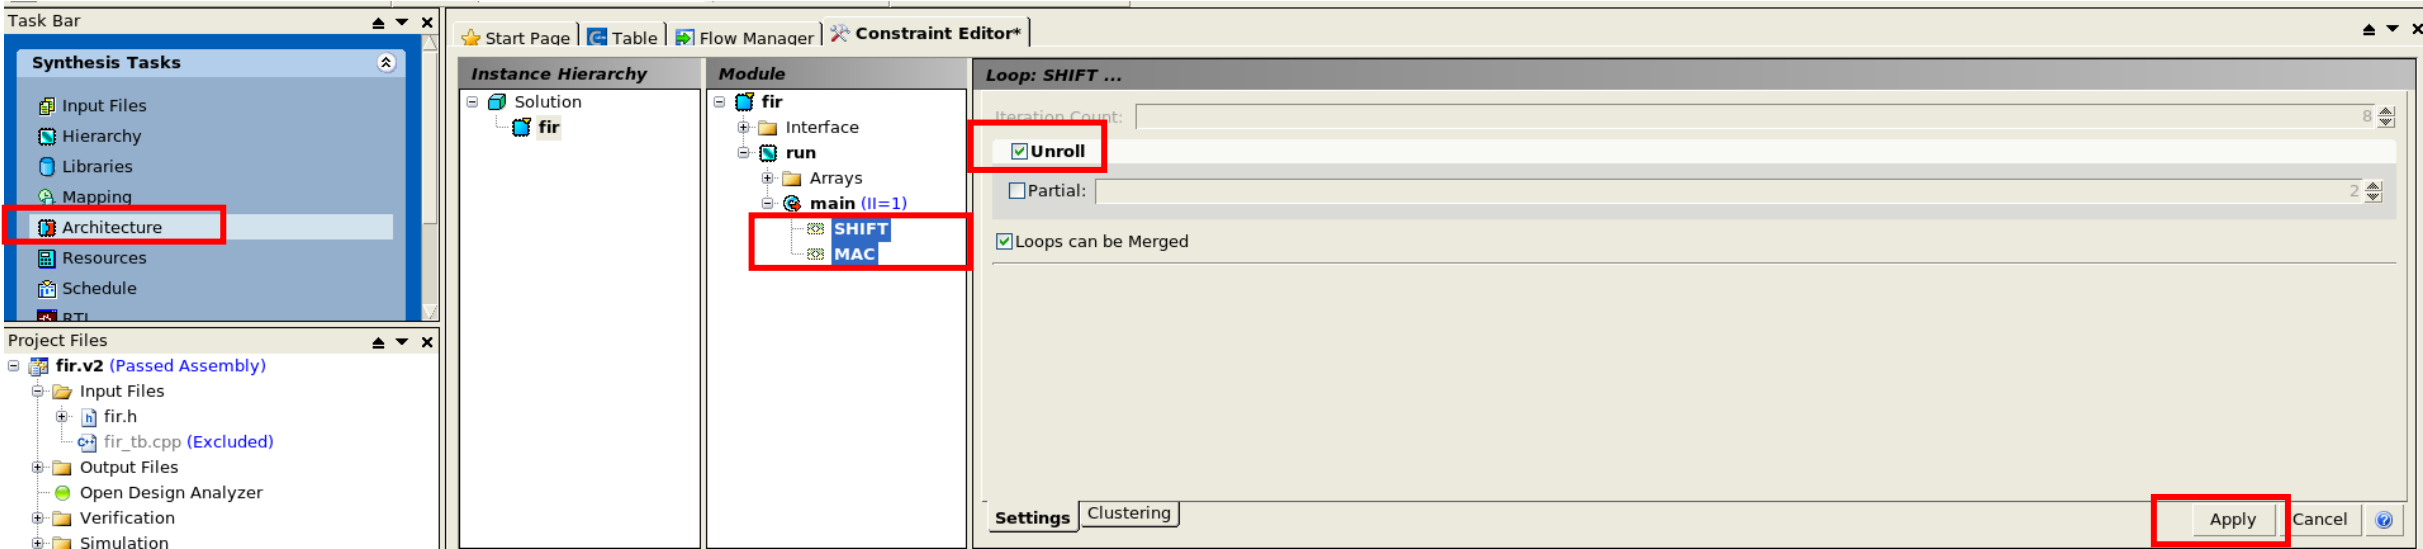 Task Bar
Synthesis Tasks
Input Files
Hierarchy
Libraries
Mapping
Architecture
Resources
Schedule
RTL
Project Files
fir.v2 (Passed Assembly)
Input Files
fir.h
fir_tb.cpp (Excluded)
Output Files
Open Design Analyzer
Verification
Simulation
Start Page
Table
Flow Manager
Constraint Editor*
Instance Hierarchy
Solution
fir
Module
fir
Interface
run
Arrays
main (II=1)
SHIFT
MAC
Loop: SHIFT ...
Iteration Count: 8
Unroll
Partial: 2
Loops can be Merged
Settings
Clustering
Apply
Cancel